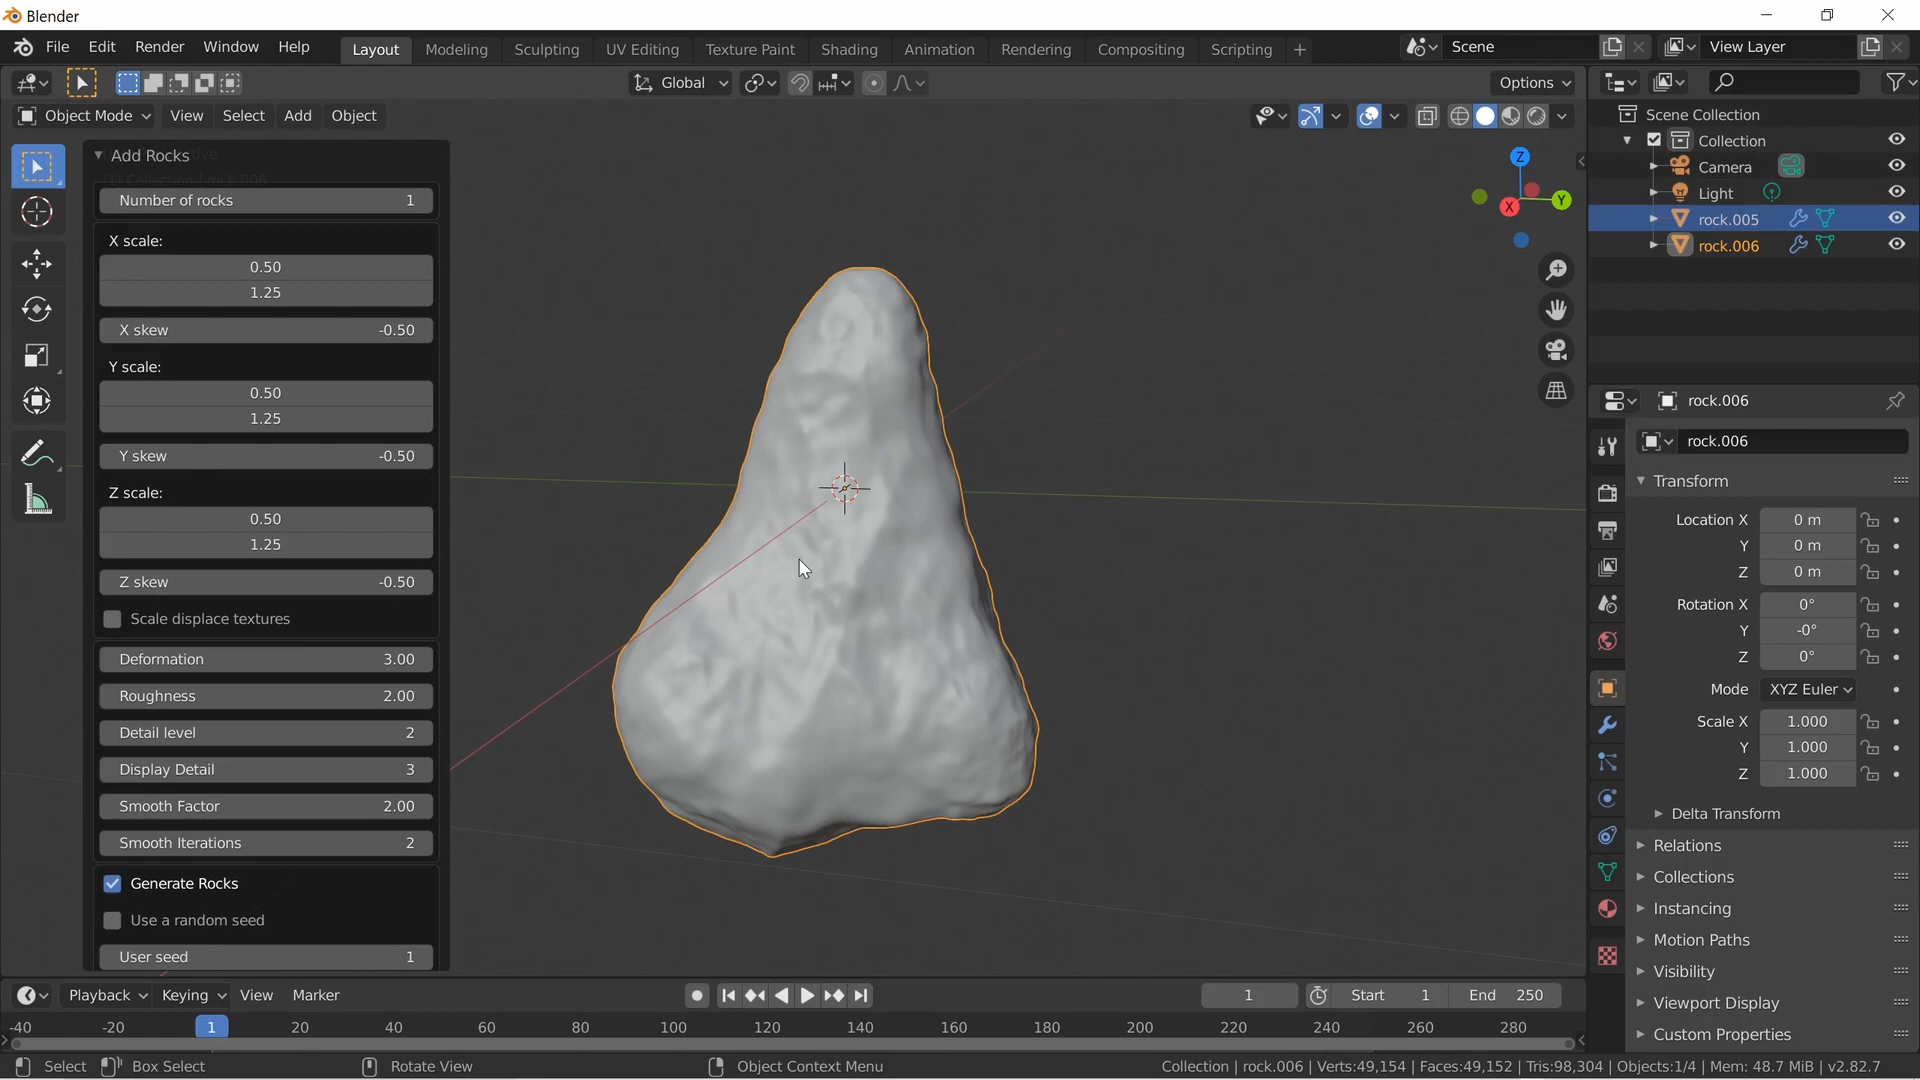 Blender
File Edit Render Window Help Layout Modeling Sculpting UV Editing Texture Paint Shading Animation Rendering Compositing Scripting + Scene View Layer
Global Options
Object Mode View Select Add Object
Add Rocks
Number of rocks 1
X scale:
0.50
1.25
X skew -0.50
Y scale:
0.50
1.25
Y skew -0.50
Z scale:
0.50
1.25
Z skew -0.50
Scale displace textures
Deformation 3.00
Roughness 2.00
Detail level 2
Display Detail 3
Smooth Factor 2.00
Smooth Iterations 2
Generate Rocks
Use a random seed
User seed 1
Z
X
Y
Scene Collection
Collection
Camera
Light
rock.005
rock.006
rock.006
rock.006
Transform
Location X 0 m
Y 0 m
Z 0 m
Rotation X 0°
Y -0°
Z 0°
Mode XYZ Euler
Scale X 1.000
Y 1.000
Z 1.000
Delta Transform
Relations
Collections
Instancing
Motion Paths
Visibility
Viewport Display
Custom Properties
Playback Keying View Marker 1 Start 1 End 250
-40 -20 1 20 40 60 80 100 120 140 160 180 200 220 240 260 280
Select Box Select Rotate View Object Context Menu Collection | rock.006 | Verts:49,154 | Faces:49,152 | Tris:98,304 | Objects:1/4 | Mem: 48.7 MiB | v2.82.7